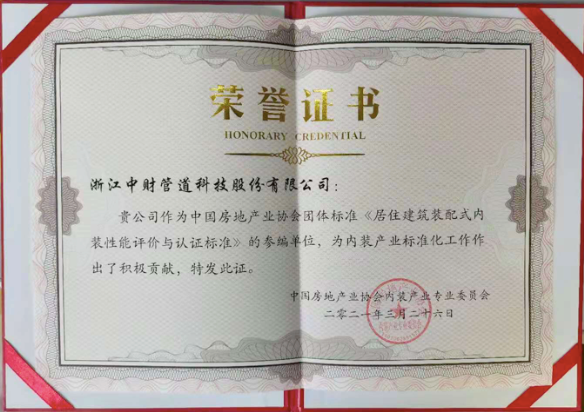 荣誉证书
HONORARY CREDENTIAL
浙江中财管道科技股份有限公司：
贵公司作为中国房地产业协会团体标准《居住建筑装配式内
装性能评价与认证标准》的参编单位，为内装产业标准化工作作
出了积极贡献，特发此证。
中国房地产业协会内装产业专业委员会
二零二一年三月二十六日